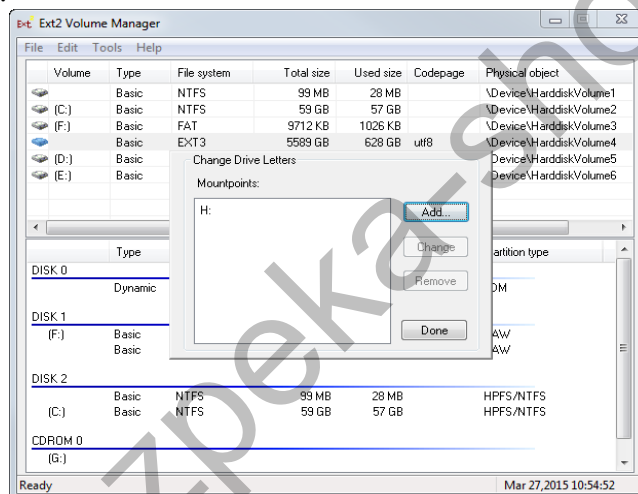 Ext2 Volume Manager
File Edit Tools Help
Volume Type File system Total size Used size Codepage Physical object
Basic NTFS 99 MB 28 MB \Device\HarddiskVolume1
(C:) Basic NTFS 59 GB 57 GB \Device\HarddiskVolume2
(F:) Basic FAT 9712 KB 1026 KB \Device\HarddiskVolume3
Basic EXT3 5589 GB 628 GB utf8 \Device\HarddiskVolume4
(D:) Basic Device\HarddiskVolume5
(E:) Basic Device\HarddiskVolume6
Change Drive Letters
Mountpoints:
H:
Add...
Change
Remove
Done
Type artition type
DISK 0
Dynamic OM
DISK 1
(F:) Basic AW
Basic AW
DISK 2
Basic NTFS 99 MB 28 MB HPFS/NTFS
(C:) Basic NTFS 59 GB 57 GB HPFS/NTFS
CDROM 0
(G:)
Ready Mar 27,2015 10:54:52